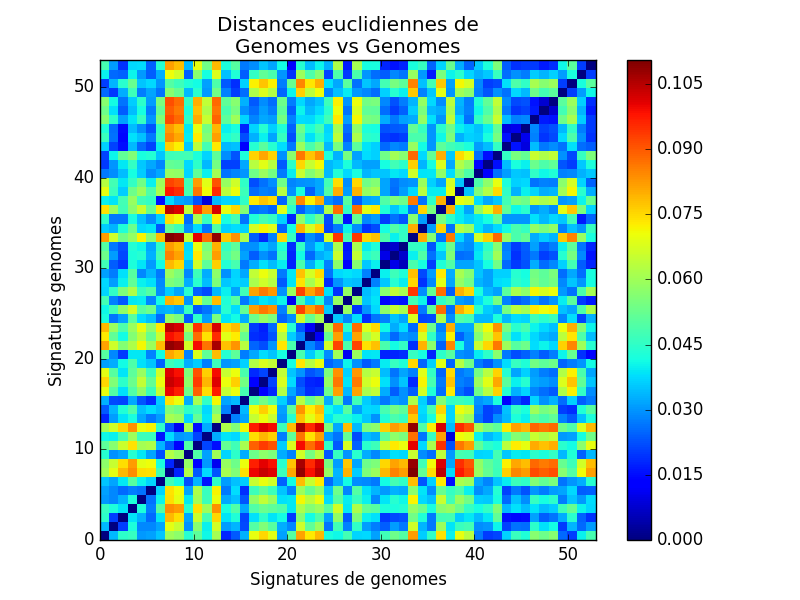 Distances euclidiennes de
Genomes vs Genomes
Signatures genomes
50
40
30
20
10
0
0 10 20 30 40 50
Signatures de genomes
0.105
0.090
0.075
0.060
0.045
0.030
0.015
0.000